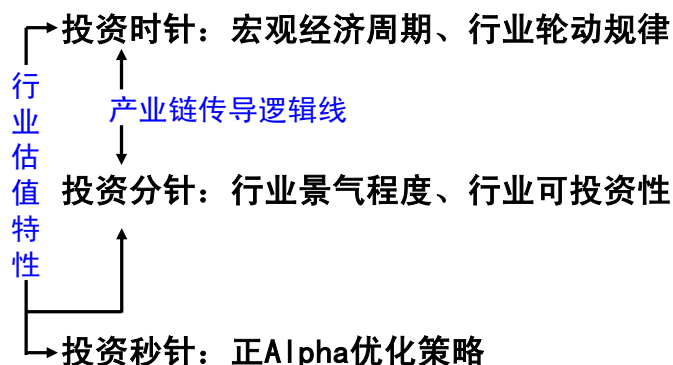 投资时针：宏观经济周期、行业轮动规律
行业估值特性
产业链传导逻辑线
投资分针：行业景气程度、行业可投资性
投资秒针：正Alpha优化策略